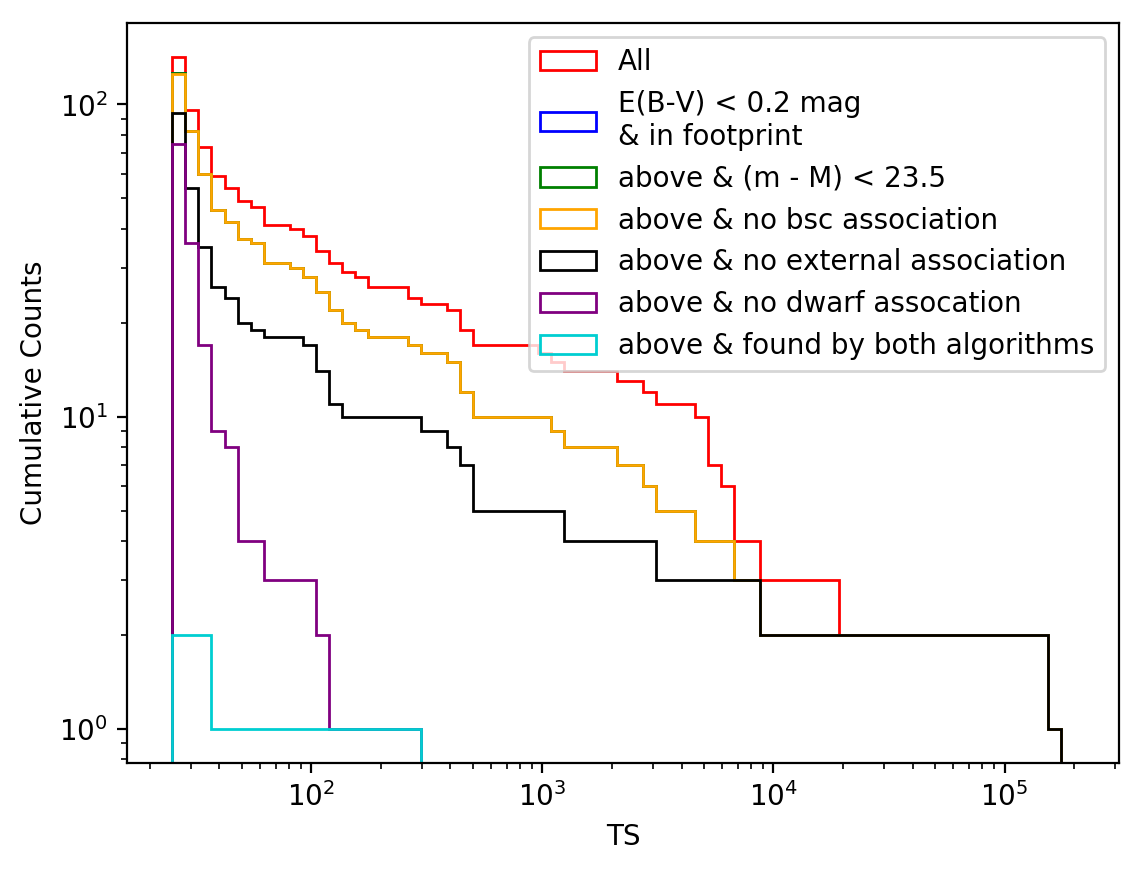 All
E(B-V) < 0.2 mag
& in footprint
above & (m - M) < 23.5
above & no bsc association
above & no external association
above & no dwarf assocation
above & found by both algorithms
Cumulative Counts
10²
10¹
10⁰
10² 10³ 10⁴ 10⁵
TS